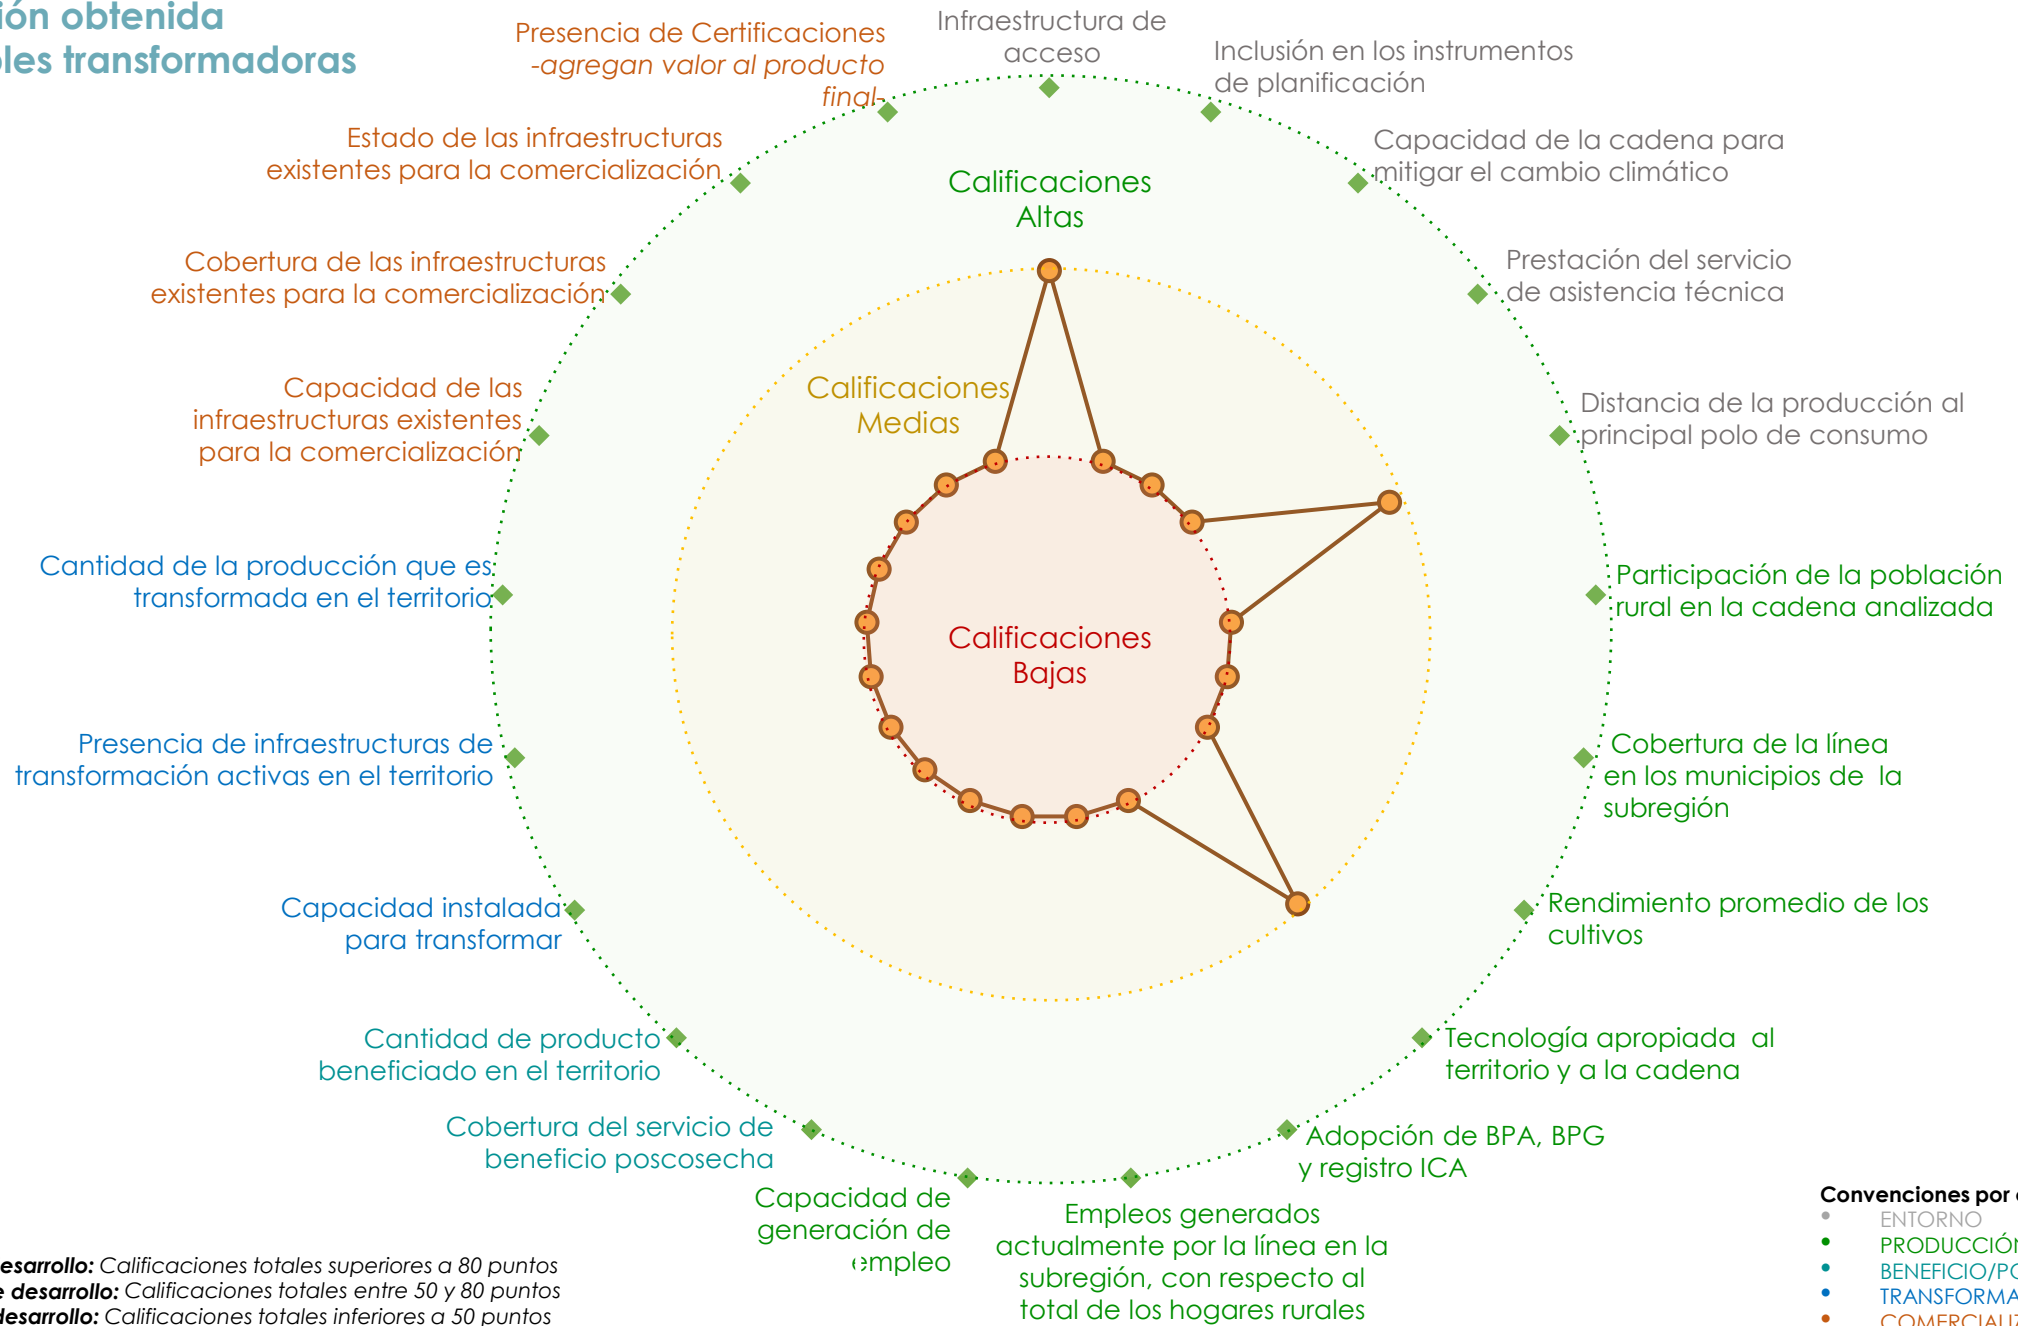 ión obtenida
les transformadoras
Presencia de Certificaciones
-agregan valor al producto
final-
Infraestructura de
acceso
Inclusión en los instrumentos
de planificación
Estado de las infraestructuras
existentes para la comercialización
Capacidad de la cadena para
mitigar el cambio climático
Calificaciones
Altas
Cobertura de las infraestructuras
existentes para la comercialización
Prestación del servicio
de asistencia técnica
Capacidad de las
infraestructuras existentes
para la comercialización
Calificaciones
Medias
Distancia de la producción al
principal polo de consumo
Cantidad de la producción que es
transformada en el territorio
Participación de la población
rural en la cadena analizada
Calificaciones
Bajas
Presencia de infraestructuras de
transformación activas en el territorio
Cobertura de la línea
en los municipios de la
subregión
Capacidad instalada
para transformar
Rendimiento promedio de los
cultivos
Cantidad de producto
beneficiado en el territorio
Tecnología apropiada al
territorio y a la cadena
Cobertura del servicio de
beneficio poscosecha
Adopción de BPA, BPG
y registro ICA
Capacidad de
generación de
empleo
Empleos generados
actualmente por la línea en la
subregión, con respecto al
total de los hogares rurales
esarrollo: Calificaciones totales superiores a 80 puntos
e desarrollo: Calificaciones totales entre 50 y 80 puntos
desarrollo: Calificaciones totales inferiores a 50 puntos
Convenciones por
• ENTORNO
• PRODUCCIÓN
• BENEFICIO/PO
• TRANSFORMA
• COMERCIALIZ